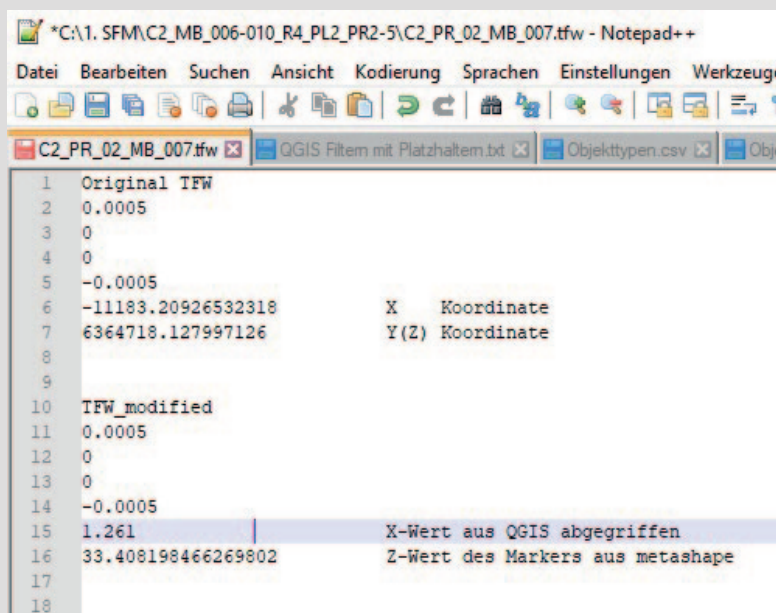 *C:\1. SFM\C2_MB_006-010_R4_PL2_PR2-5\C2_PR_02_MB_007.tfw - Notepad++
Datei Bearbeiten Suchen Ansicht Kodierung Sprachen Einstellungen Werkzeuge
C2_PR_02_MB_007.tfw QGIS Filtern mit Platzhaltern.txt Objekttypen.csv Obje
1 Original TFW
2 0.0005
3 0
4 0
5 -0.0005
6 -11183.20926532318 X Koordinate
7 6364718.127997126 Y(Z) Koordinate
8
9
10 TFW_modified
11 0.0005
12 0
13 0
14 -0.0005
15 1.261 X-Wert aus QGIS abgegriffen
16 33.408198466269802 Z-Wert des Markers aus metashape
17
18